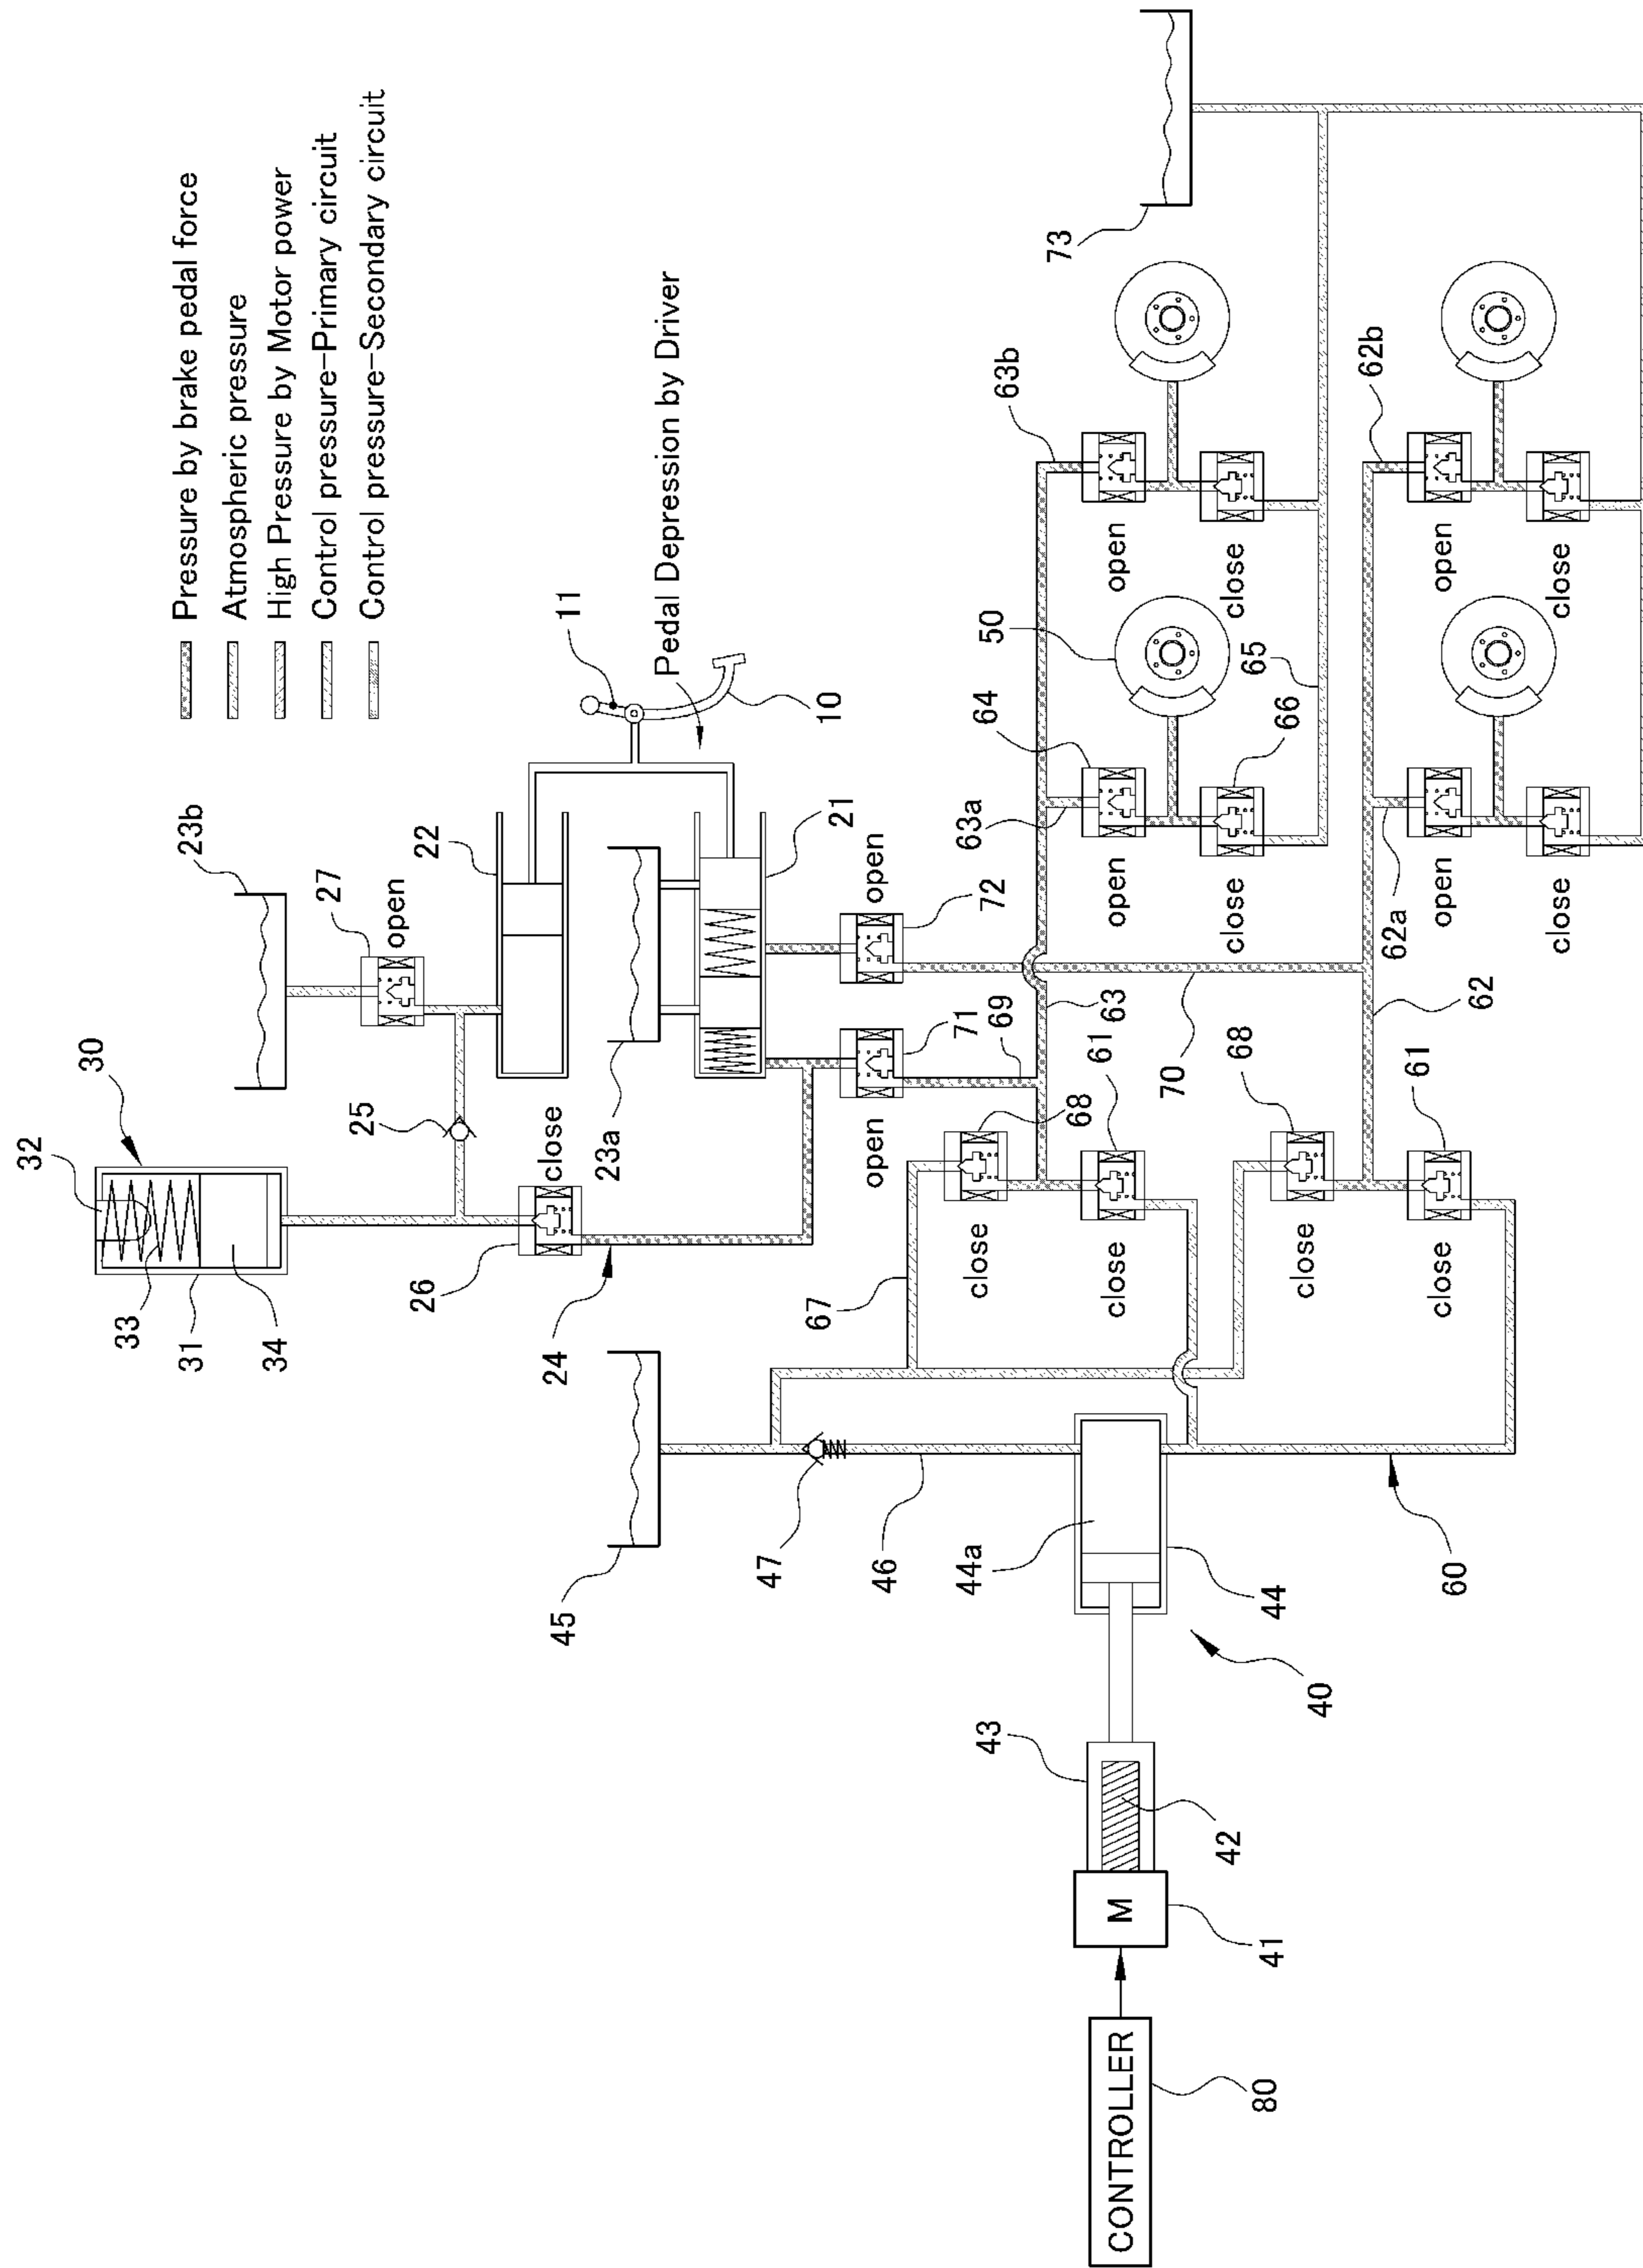 Pressure by brake pedal force
Atmospheric pressure
High Pressure by Motor power
Control pressure-Primary circuit
Control pressure-Secondary circuit
30
32
33
31
34
25
26
close
24
23b
27
open
22
23a
21
11
10
Pedal Depression by Driver
45
47
46
44a
44
40
43
42
M
41
CONTROLLER
80
60
67
68
close
61
close
68
close
61
close
open
71
69
open
72
63
70
62
63a
64
open
50
66
close
65
63b
open
close
73
62a
open
close
62b
open
close